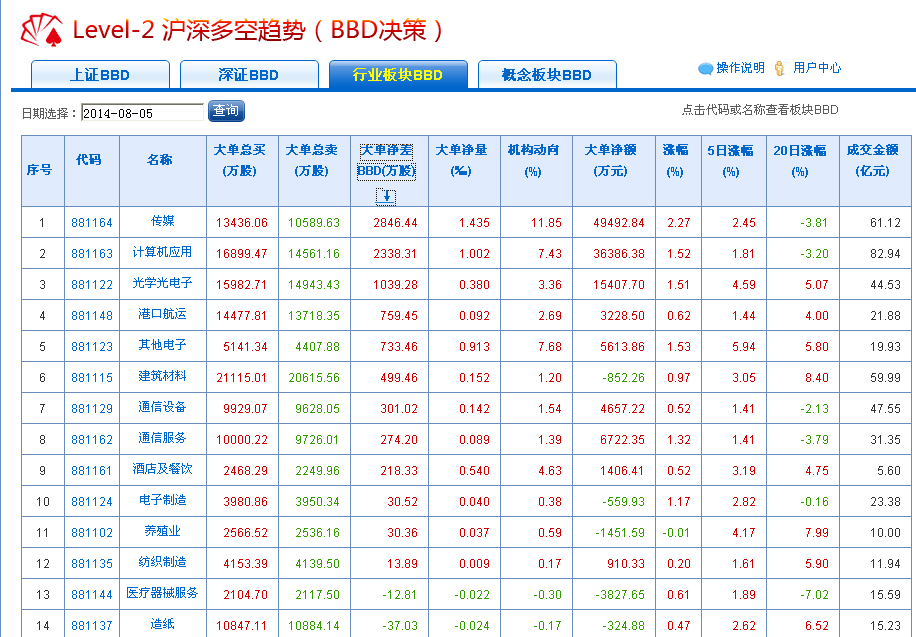 Level-2 沪深多空趋势（BBD决策）
上证BBD 深证BBD 行业板块BBD 概念板块BBD 操作说明 用户中心
日期选择：2014-08-05 查询 点击代码或名称查看板块BBD
序号 代码 名称 大单总买(万股) 大单总卖(万股) 大单净差BBD(万股) 大单净量(‰) 机构动向(%) 大单净额(万元) 涨幅(%) 5日涨幅(%) 20日涨幅(%) 成交金额(亿元)
1 881164 传媒 13436.06 10589.63 2846.44 1.435 11.85 49492.84 2.27 2.45 -3.81 61.12
2 881163 计算机应用 16899.47 14561.16 2338.31 1.002 7.43 36386.38 1.52 1.81 -3.20 82.94
3 881122 光学光电子 15982.71 14943.43 1039.28 0.380 3.36 15407.70 1.51 4.59 5.07 44.53
4 881148 港口航运 14477.81 13718.35 759.45 0.092 2.69 3228.50 0.62 1.44 4.00 21.88
5 881123 其他电子 5141.34 4407.88 733.46 0.913 7.68 5613.86 1.53 5.94 5.80 19.93
6 881115 建筑材料 21115.01 20615.56 499.46 0.152 1.20 -852.26 0.97 3.05 8.40 59.99
7 881129 通信设备 9929.07 9628.05 301.02 0.142 1.54 4657.22 0.52 1.41 -2.13 47.55
8 881162 通信服务 10000.22 9726.01 274.20 0.089 1.39 6722.35 1.32 1.41 -3.79 31.35
9 881161 酒店及餐饮 2468.29 2249.96 218.33 0.540 4.63 1406.41 0.52 3.19 4.75 5.60
10 881124 电子制造 3980.86 3950.34 30.52 0.040 0.38 -559.93 1.17 2.82 -0.16 23.38
11 881102 养殖业 2566.52 2536.16 30.36 0.037 0.59 -1451.59 -0.01 4.17 7.99 10.00
12 881135 纺织制造 4153.39 4139.50 13.89 0.009 0.17 910.33 0.20 1.61 5.90 11.94
13 881144 医疗器械服务 2104.70 2117.50 -12.81 -0.022 -0.30 -3827.65 0.61 1.89 -7.02 15.59
14 881137 造纸 10847.11 10884.14 -37.03 -0.024 -0.17 -324.88 0.47 2.62 6.52 15.23